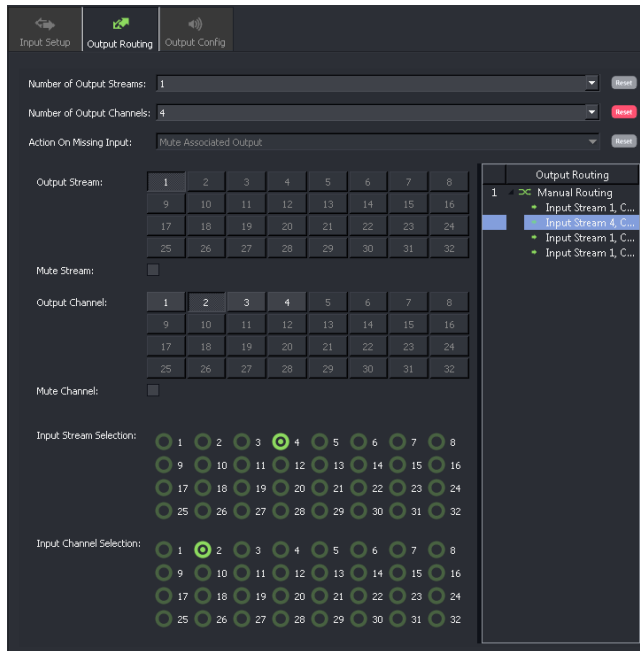 Input Setup
Output Routing
Output Config
Number of Output Streams: 1 Reset
Number of Output Channels: 4 Reset
Action On Missing Input: Mute Associated Output Reset
Output Stream: 1 2 3 4 5 6 7 8
9 10 11 12 13 14 15 16
17 18 19 20 21 22 23 24
25 26 27 28 29 30 31 32
Mute Stream:
Output Channel: 1 2 3 4 5 6 7 8
9 10 11 12 13 14 15 16
17 18 19 20 21 22 23 24
25 26 27 28 29 30 31 32
Mute Channel:
Input Stream Selection: 1 2 3 4 5 6 7 8
9 10 11 12 13 14 15 16
17 18 19 20 21 22 23 24
25 26 27 28 29 30 31 32
Input Channel Selection: 1 2 3 4 5 6 7 8
9 10 11 12 13 14 15 16
17 18 19 20 21 22 23 24
25 26 27 28 29 30 31 32
Output Routing
1 Manual Routing
Input Stream 1, C...
Input Stream 4, C...
Input Stream 1, C...
Input Stream 1, C...